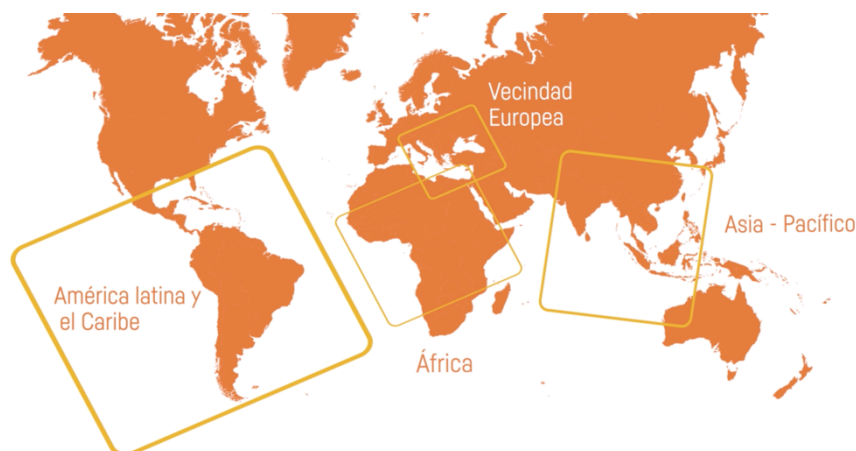 Vecindad
Europea
Asia - Pacífico
América latina y
el Caribe
África